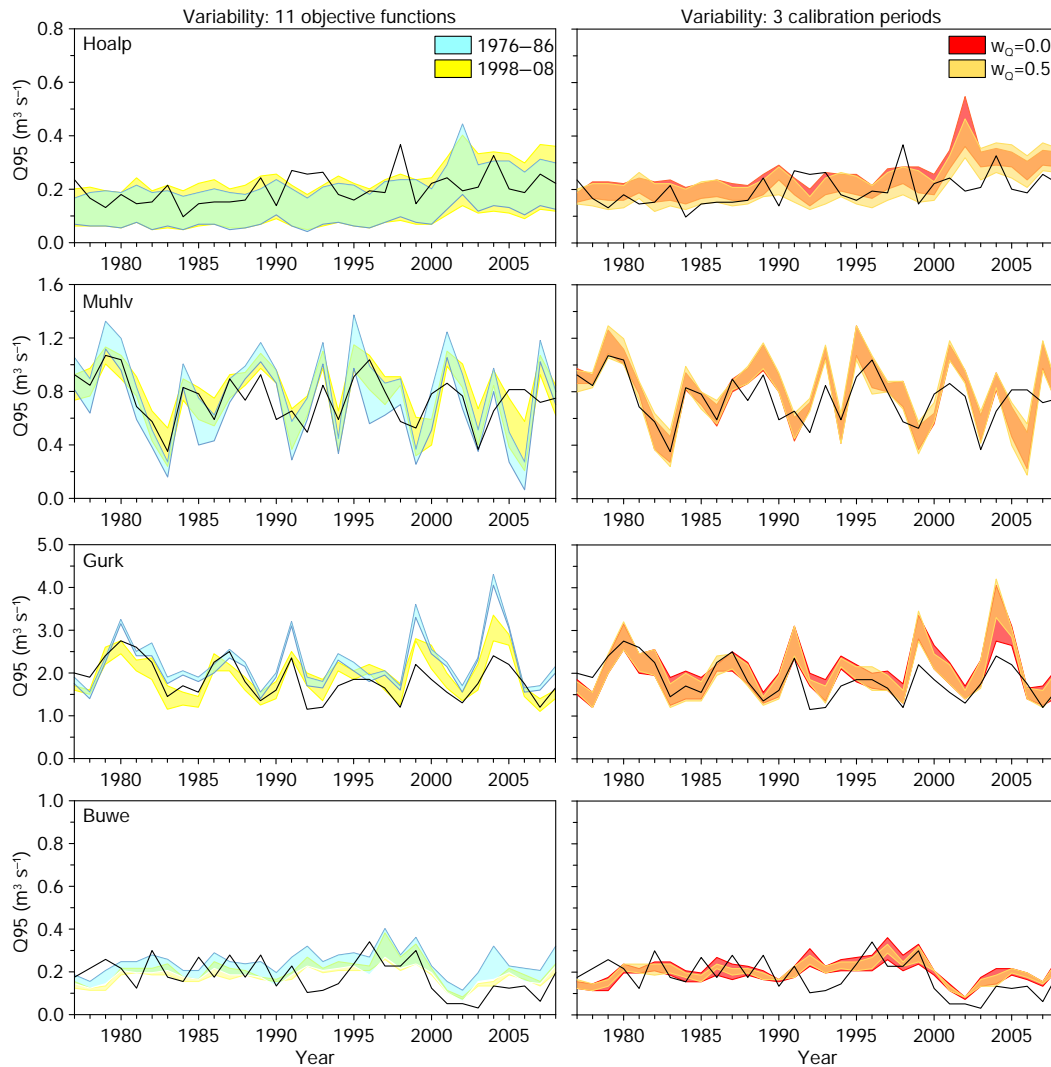 Variability: 11 objective functions
Variability: 3 calibration periods
Hoalp
1976–86
1998–08
w_Q=0.0
w_Q=0.5
Q95 (m³ s⁻¹)
0.8
0.6
0.4
0.2
0.0
1980 1985 1990 1995 2000 2005
1980 1985 1990 1995 2000 2005
Muhlv
Q95 (m³ s⁻¹)
1.6
1.2
0.8
0.4
0.0
1980 1985 1990 1995 2000 2005
1980 1985 1990 1995 2000 2005
Gurk
Q95 (m³ s⁻¹)
5.0
4.0
3.0
2.0
1.0
0.0
1980 1985 1990 1995 2000 2005
1980 1985 1990 1995 2000 2005
Buwe
Q95 (m³ s⁻¹)
1.0
0.8
0.6
0.4
0.2
0.0
1980 1985 1990 1995 2000 2005
1980 1985 1990 1995 2000 2005
Year
Year